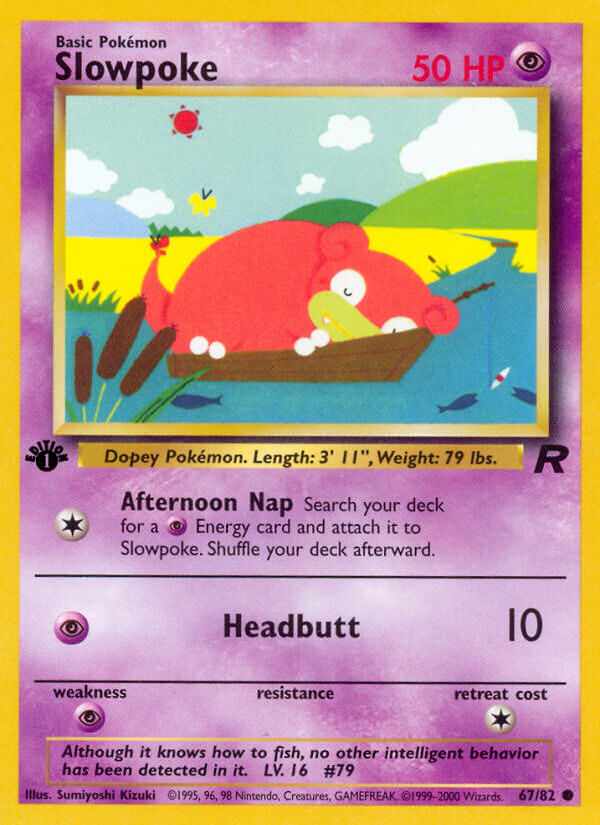 Basic Pokémon
Slowpoke
50 HP
EDITION
1
Dopey Pokémon. Length: 3' 11", Weight: 79 lbs.
R
Afternoon Nap Search your deck
for a Energy card and attach it to
Slowpoke. Shuffle your deck afterward.
Headbutt 10
weakness resistance retreat cost
Although it knows how to fish, no other intelligent behavior
has been detected in it. LV. 16 #79
Illus. Sumiyoshi Kizuki ©1995, 96, 98 Nintendo, Creatures, GAMEFREAK. ©1999-2000 Wizards. 67/82